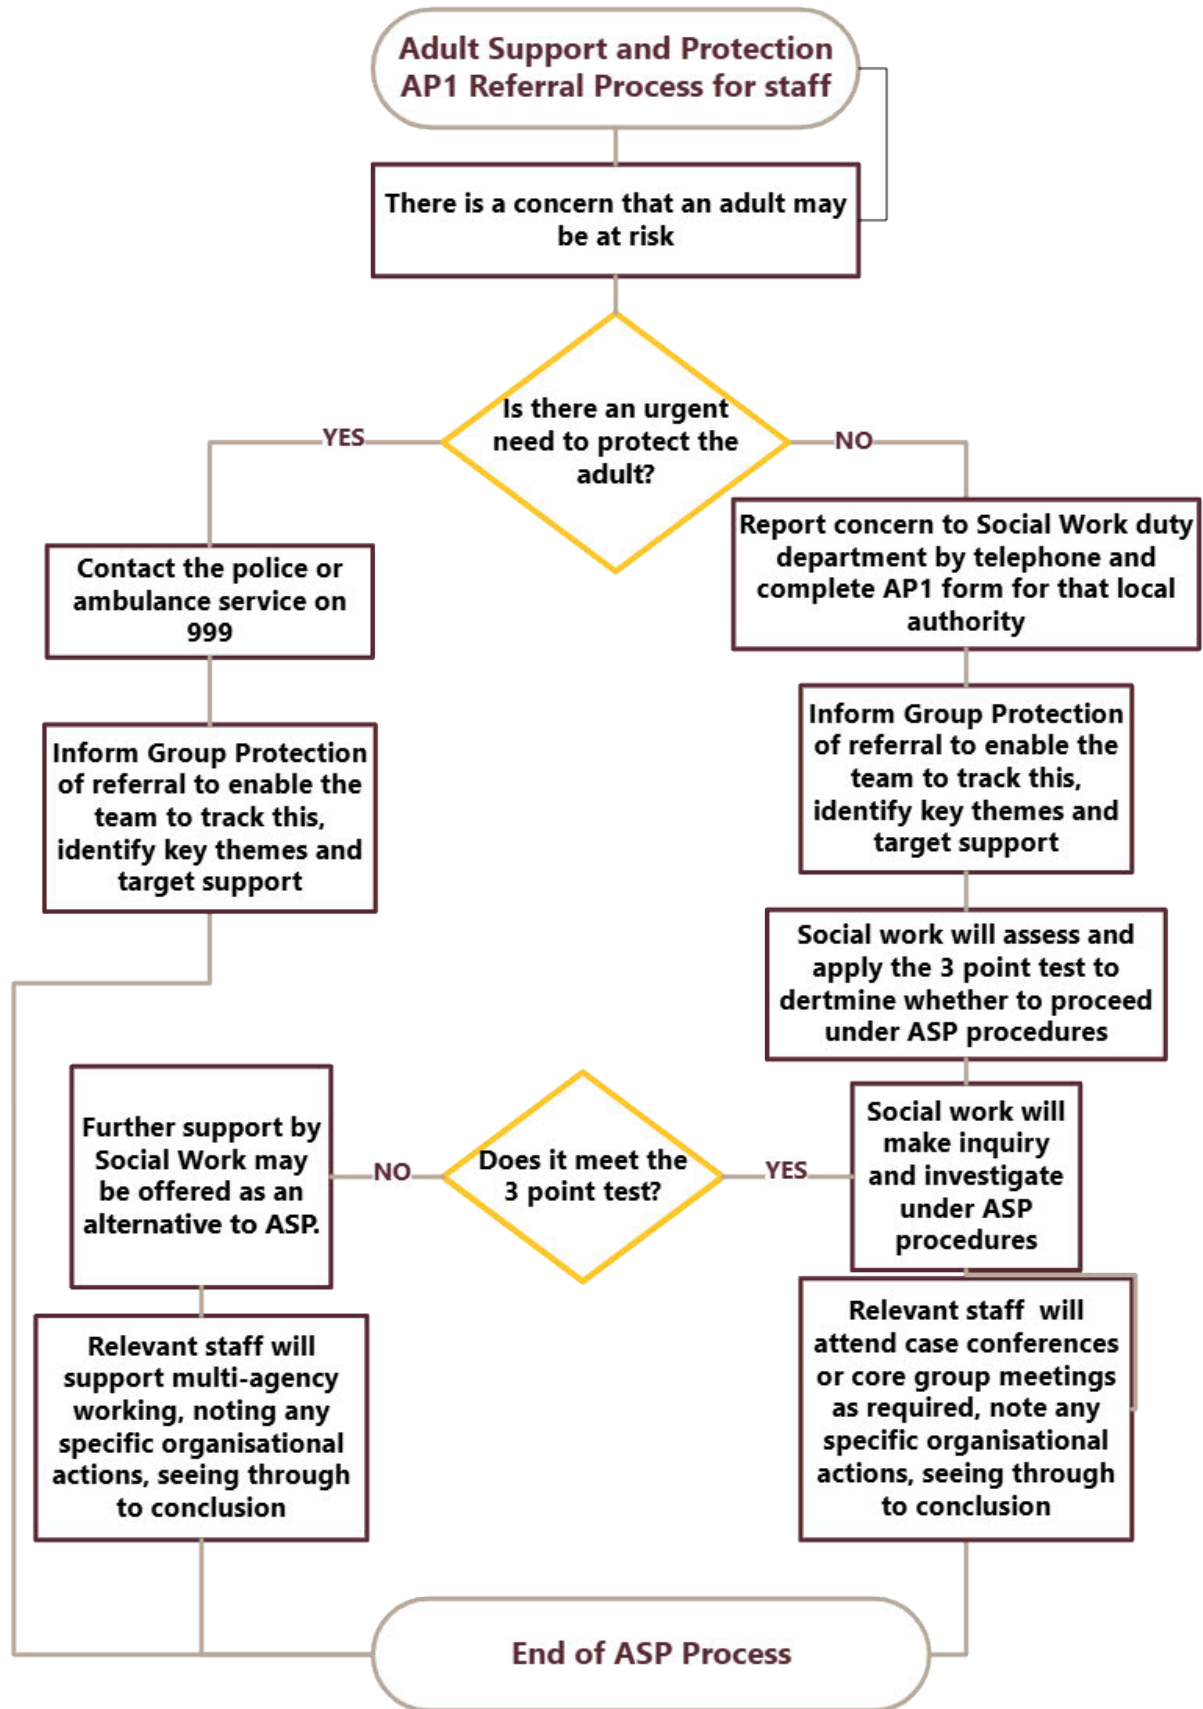 Adult Support and Protection
AP1 Referral Process for staff
There is a concern that an adult may
be at risk
Is there an urgent
need to protect the
adult?
YES
NO
Contact the police or
ambulance service on
999
Report concern to Social Work duty
department by telephone and
complete AP1 form for that local
authority
Inform Group Protection
of referral to enable the
team to track this,
identify key themes and
target support
Inform Group Protection
of referral to enable the
team to track this,
identify key themes and
target support
Social work will assess and
apply the 3 point test to
dertmine whether to proceed
under ASP procedures
Further support by
Social Work may
be offered as an
alternative to ASP.
NO
Does it meet the
3 point test?
YES
Social work will
make inquiry
and investigate
under ASP
procedures
Relevant staff will
support multi-agency
working, noting any
specific organisational
actions, seeing through
to conclusion
Relevant staff  will
attend case conferences
or core group meetings
as required, note any
specific organisational
actions, seeing through
to conclusion
End of ASP Process